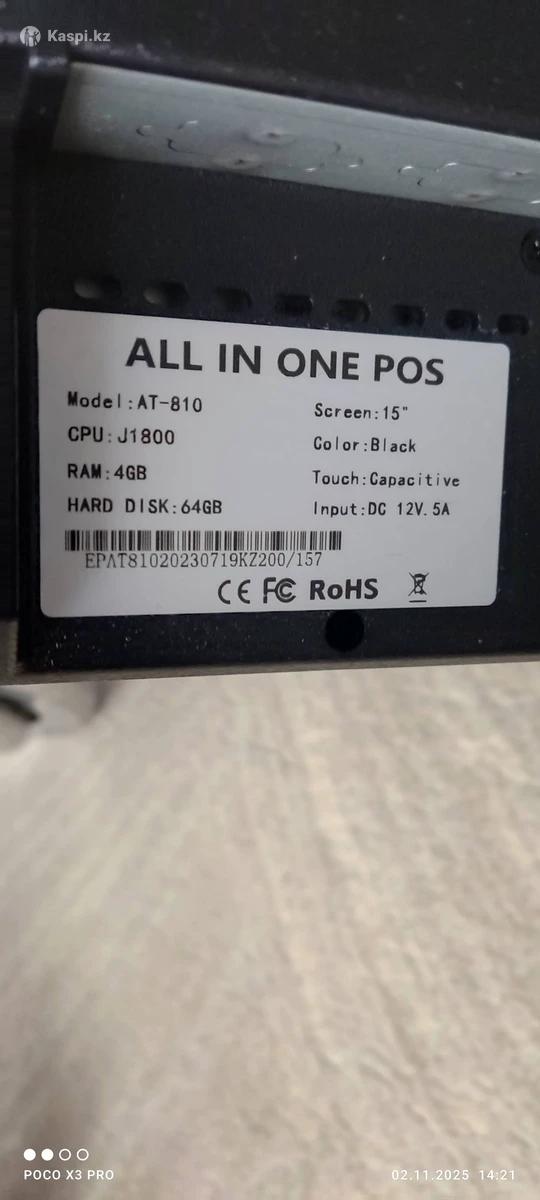 Kaspi.kz
ALL IN ONE POS
Model:AT-810
CPU:J1800
RAM:4GB
HARD DISK:64GB
Screen:15"
Color:Black
Touch:Capacitive
Input:DC 12V.5A
EPAT81020230719KZ200/157
CE FC RoHS
POCO X3 PRO
02.11.2025 14:21